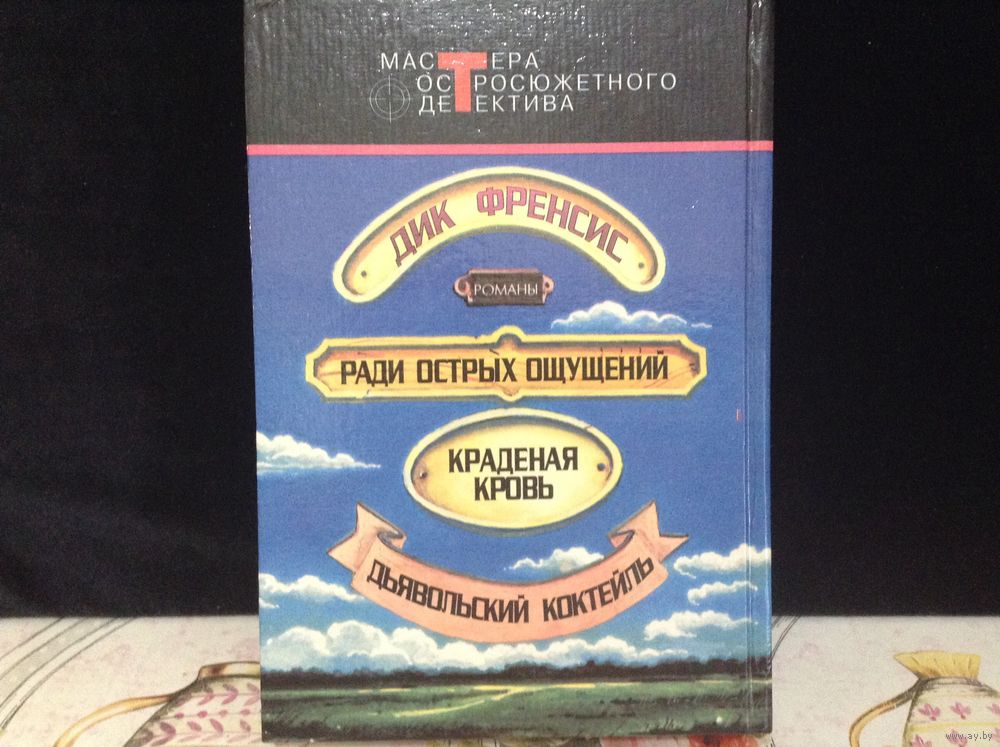 МАСТЕРА
ОСТРОСЮЖЕТНОГО
ДЕТЕКТИВА
ДИК ФРЕНСИС
РОМАНЫ
РАДИ ОСТРЫХ ОЩУЩЕНИЙ
КРАДЕНАЯ
КРОВЬ
ДЬЯВОЛЬСКИЙ КОКТЕЙЛЬ
www.ay.by